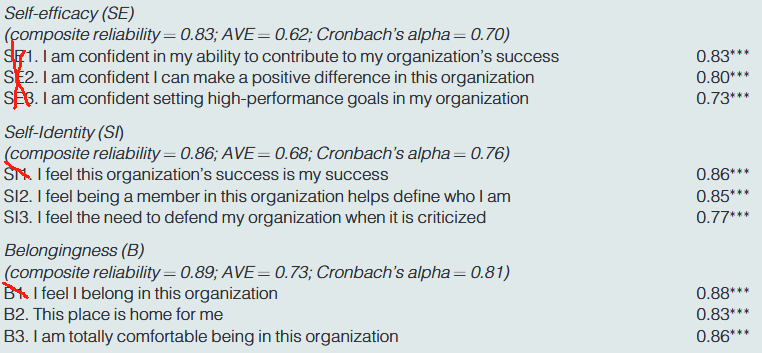 Self-efficacy (SE)
(composite reliability = 0.83; AVE = 0.62; Cronbach's alpha = 0.70)
SE1. I am confident in my ability to contribute to my organization's success 0.83***
SE2. I am confident I can make a positive difference in this organization 0.80***
SE3. I am confident setting high-performance goals in my organization 0.73***
Self-Identity (SI)
(composite reliability = 0.86; AVE = 0.68; Cronbach's alpha = 0.76)
SI1. I feel this organization's success is my success 0.86***
SI2. I feel being a member in this organization helps define who I am 0.85***
SI3. I feel the need to defend my organization when it is criticized 0.77***
Belongingness (B)
(composite reliability = 0.89; AVE = 0.73; Cronbach's alpha = 0.81)
B1. I feel I belong in this organization 0.88***
B2. This place is home for me 0.83***
B3. I am totally comfortable being in this organization 0.86***